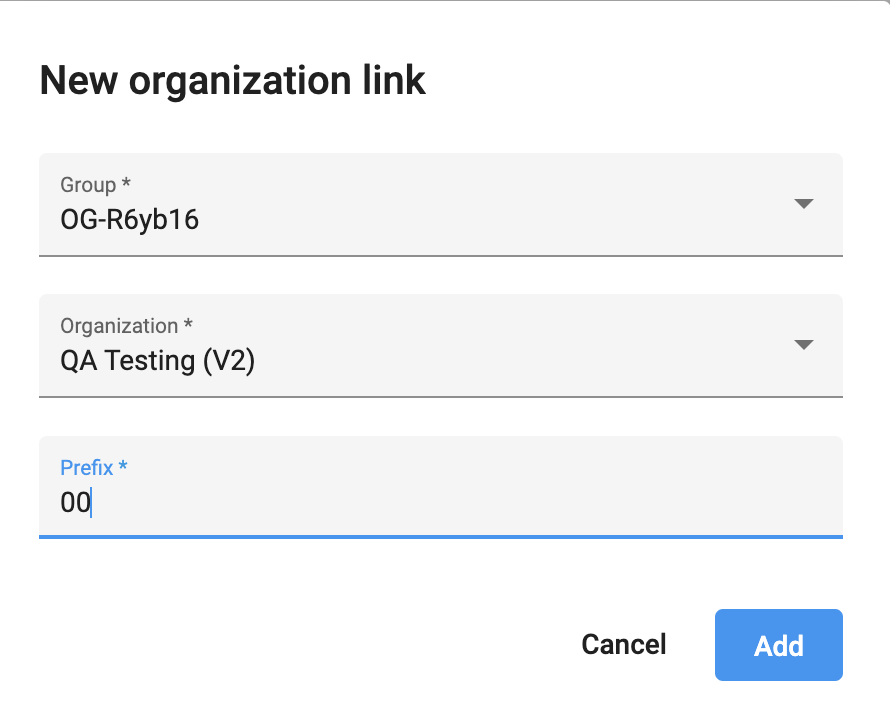 New organization link
Group *
OG-R6yb16
Organization *
QA Testing (V2)
Prefix *
00
Cancel
Add